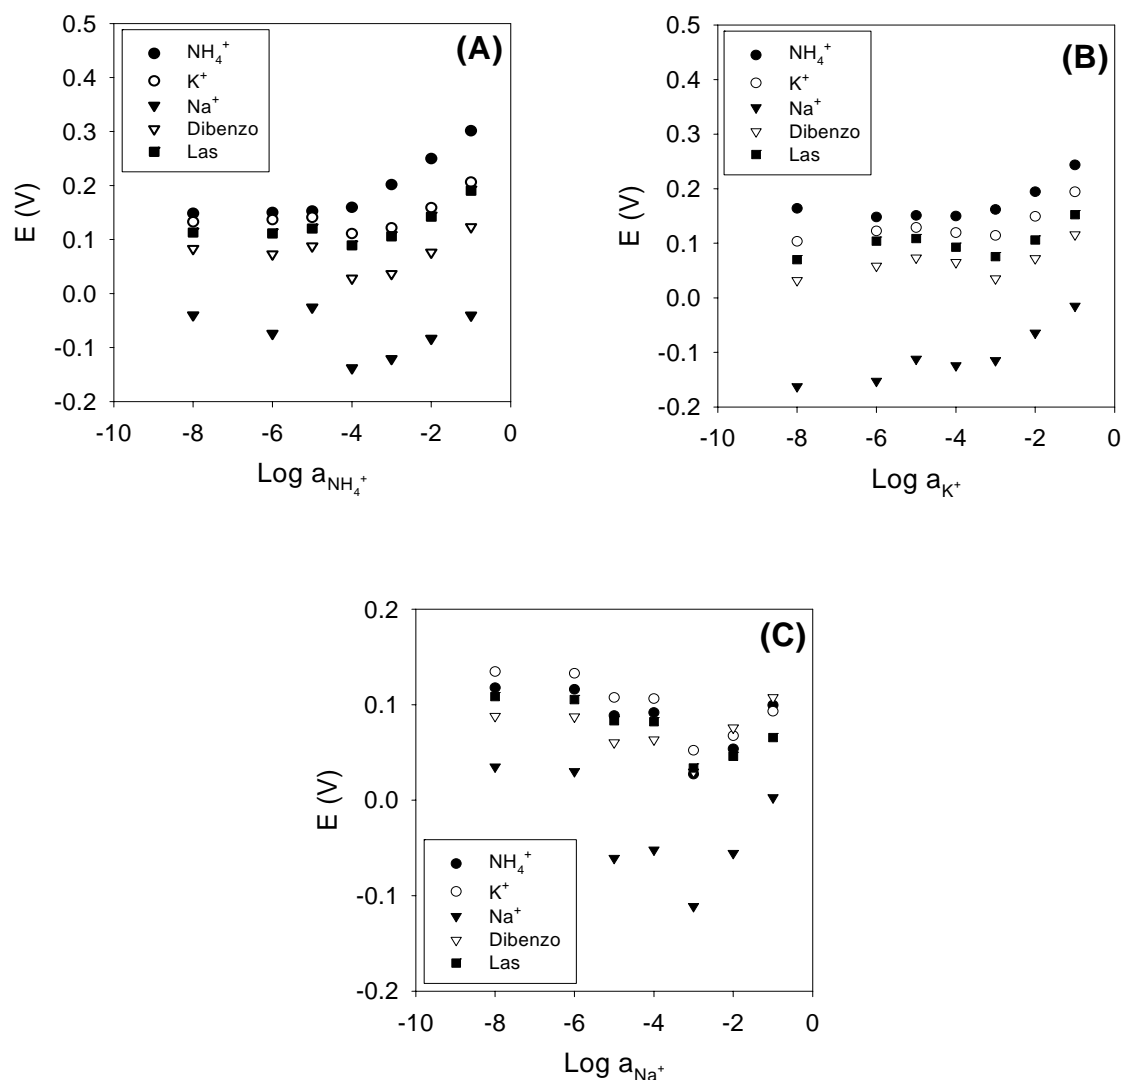 (A)
0.5
0.4
0.3
0.2
0.1
0.0
-0.1
-0.2
E (V)
NH₄⁺
K⁺
Na⁺
Dibenzo
Las
-10 -8 -6 -4 -2 0
Log a NH₄⁺
(B)
0.5
0.4
0.3
0.2
0.1
0.0
-0.1
-0.2
E (V)
NH₄⁺
K⁺
Na⁺
Dibenzo
Las
-10 -8 -6 -4 -2 0
Log a K⁺
(C)
0.2
0.1
0.0
-0.1
-0.2
E (V)
NH₄⁺
K⁺
Na⁺
Dibenzo
Las
-10 -8 -6 -4 -2 0
Log a Na⁺